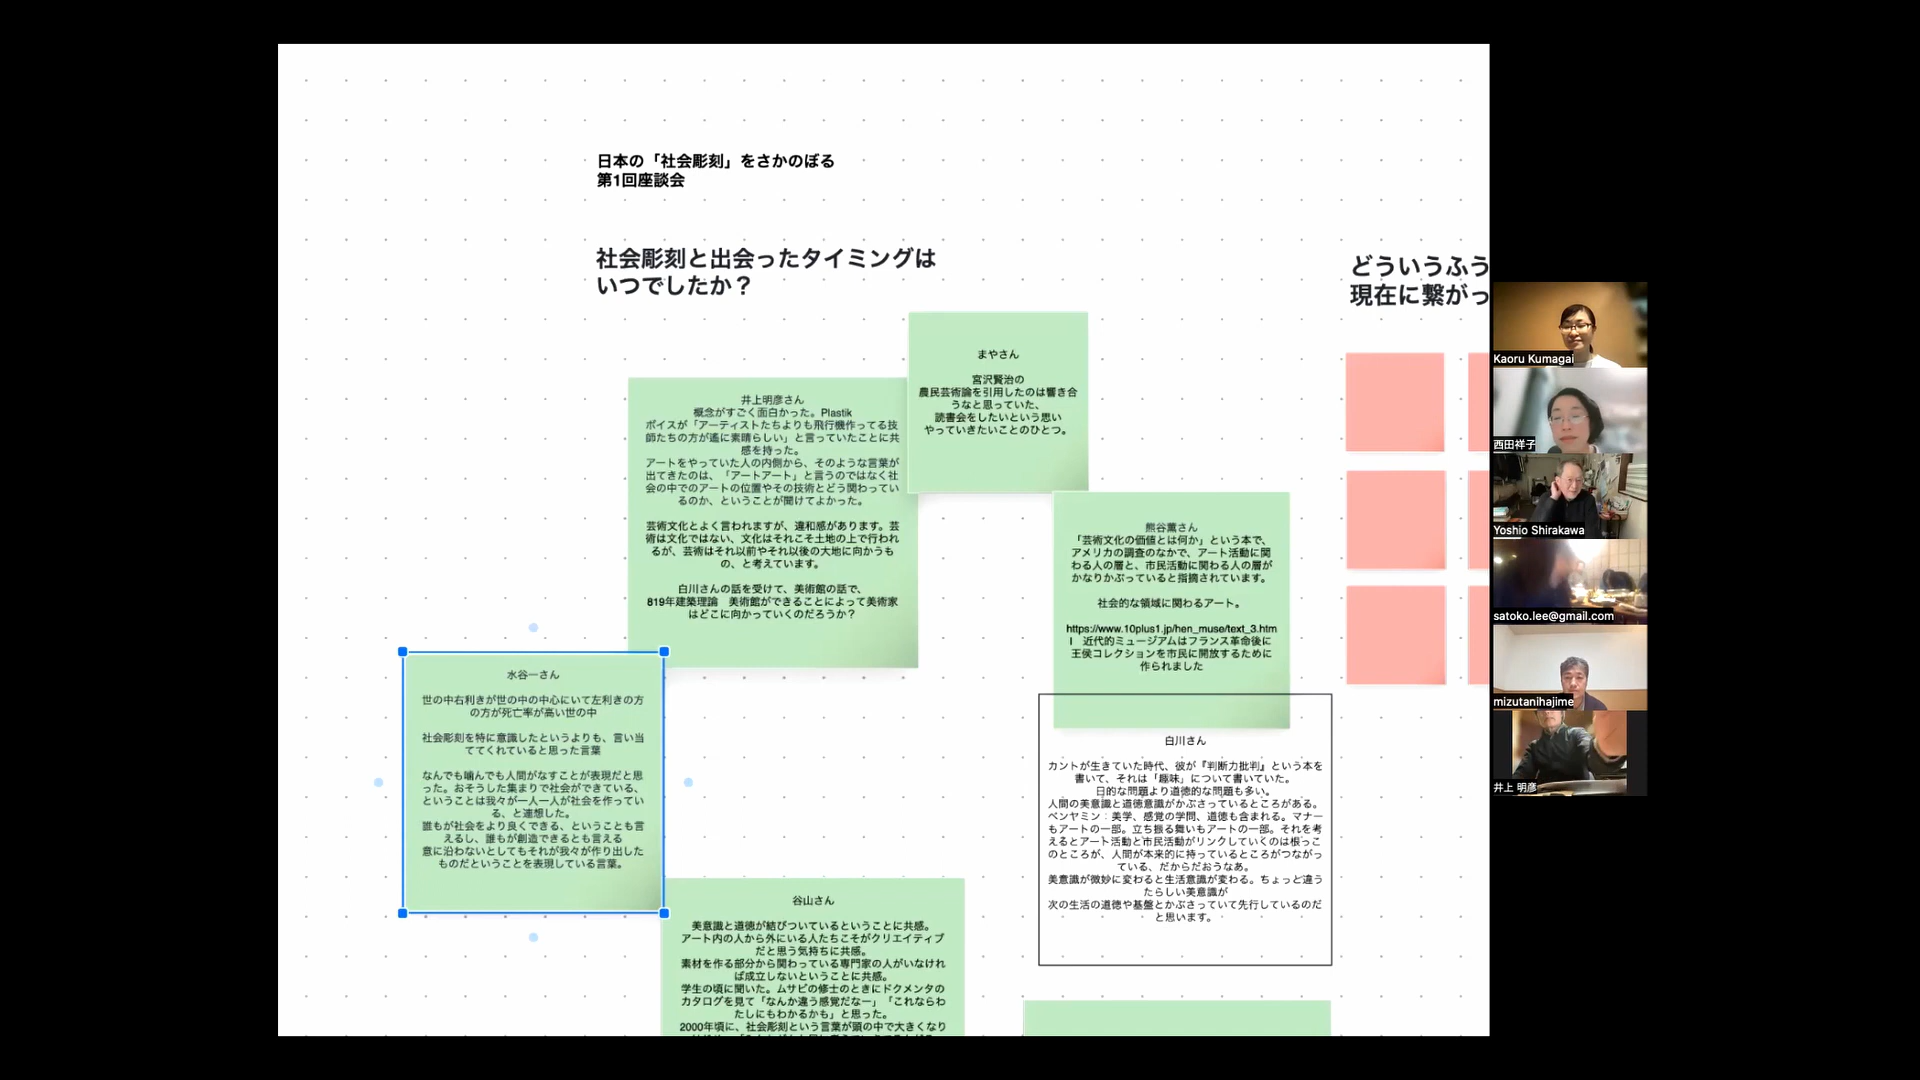 日本の「社会彫刻」をさかのぼる
第1回座談会
社会彫刻と出会ったタイミングは
いつでしたか？
どういうふう
現在に繋がっ
まやさん
宮沢賢治の
農民芸術論を引用したのは響き合
うなと思っていた、
読書会をしたいという思い
やっていきたいことのひとつ。
井上明彦さん
概念がすごく面白かった。Plastik
ボイスが「アーティストたちよりも飛行機作ってる技
師たちの方が遙に素晴らしい」と言っていたことに共
感を持った。
アートをやっていた人の内側から、そのような言葉が
出てきたのは、「アートアート」と言うのではなく社
会の中でのアートの位置やその技術とどう関わってい
るのか、ということが聞けてよかった。
芸術文化とよく言われますが、違和感があります。芸
術は文化ではない、文化はそれこそ土地の上で行われ
るが、芸術はそれ以前やそれ以後の大地に向かうも
の、と考えています。
白川さんの話を受けて、美術館の話で、
819年建築理論　美術館ができることによって美術家
はどこに向かっていくのだろうか？
熊谷薫さん
「芸術文化の価値とは何か」という本で、
アメリカの調査のなかで、アート活動に関
わる人の層と、市民活動に関わる人の層が
かなりかぶっていると指摘されています。
社会的な領域に関わるアート。
https://www.10plus1.jp/hen_muse/text_3.htm
l　近代的ミュージアムはフランス革命後に
王侯コレクションを市民に開放するために
作られました
水谷一さん
世の中右利きが世の中の中心にいて左利きの方
の方が死亡率が高い世の中
社会彫刻を特に意識したというよりも、言い当
ててくれていると思った言葉
なんでも噛んでも人間がなすことが表現だと思
った。おそうした集まりで社会ができている、
ということは我々が一人一人が社会を作ってい
る、と連想した。
誰もが社会をより良くできる、ということも言
えるし、誰もが創造できるとも言える
意に沿わないとしてもそれが我々が作り出した
ものだということを表現している言葉。
白川さん
カントが生きていた時代、彼が『判断力批判』という本を
書いて、それは「趣味」について書いていた。
日的な問題より道徳的な問題も多い。
人間の美意識と道徳意識がかぶさっているところがある。
ベンヤミン：美学、感覚の学問、道徳も含まれる。マナー
もアートの一部。立ち振る舞いもアートの一部。それを考
えるとアート活動と市民活動がリンクしていくのは根っこ
のところが、人間が本来的に持っているところがつながっ
ている、だからだおうなあ。
美意識が微妙に変わると生活意識が変わる。ちょっと違う
たらしい美意識が
次の生活の道徳や基盤とかぶさっていて先行しているのだ
と思います。
谷山さん
美意識と道徳が結びついているということに共感。
アート内の人から外にいる人たちこそがクリエイティブ
だと思う気持ちに共感。
素材を作る部分から関わっている専門家の人がいなけれ
ば成立しないということに共感。
学生の頃に聞いた。ムサビの修士のときにドクメンタの
カタログを見て「なんか違う感覚だなー」「これならわ
たしにもわかるかも」と思った。
2000年頃に、社会彫刻という言葉が頭の中で大きくなり
Kaoru Kumagai
西田祥子
Yoshio Shirakawa
satoko.lee@gmail.com
mizutanihajime
井上 明彦